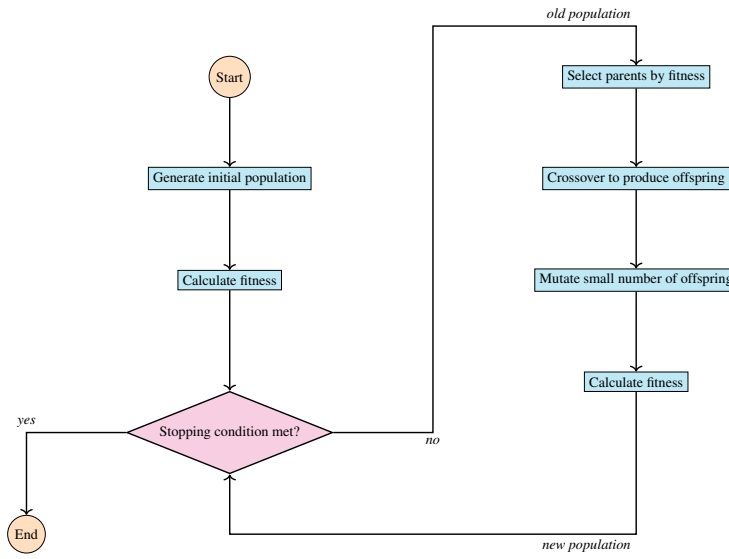 old population
Start
Select parents by fitness
Generate initial population
Crossover to produce offspring
Calculate fitness
Mutate small number of offspring
Calculate fitness
yes
Stopping condition met?
no
End
new population